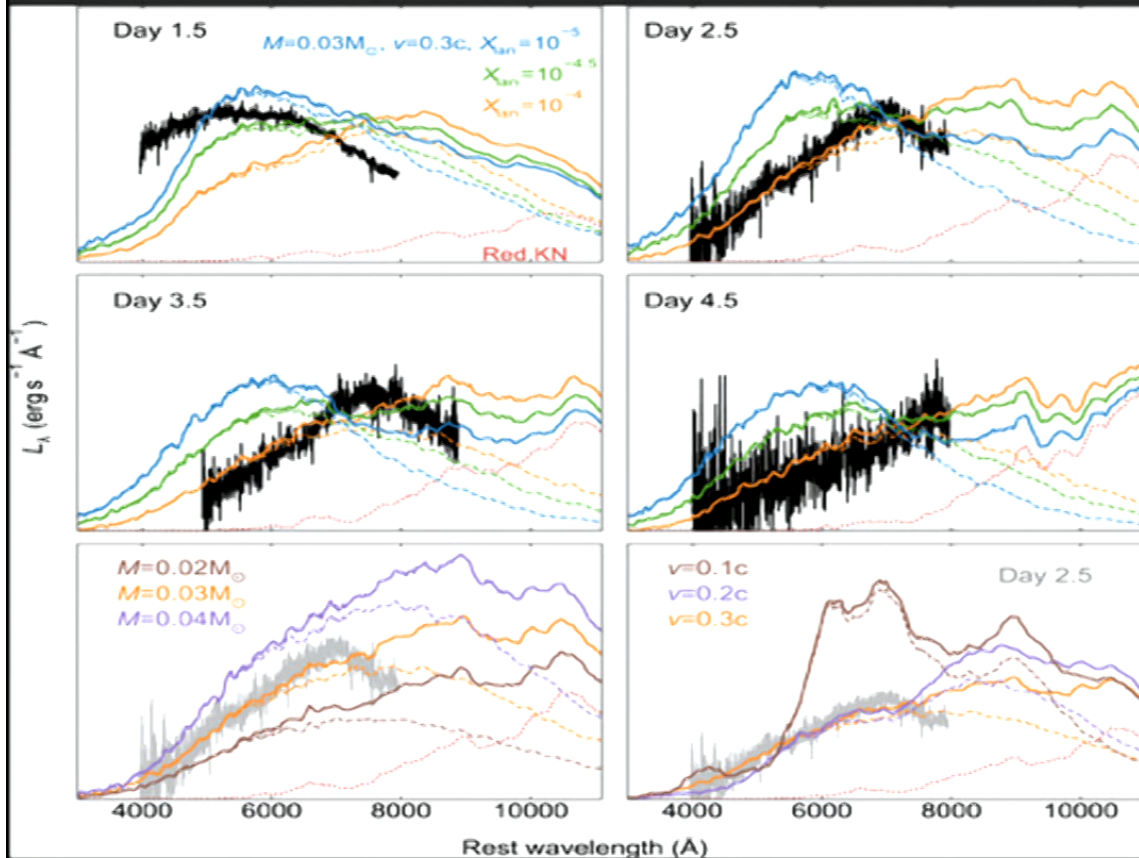 Day 1.5
M=0.03M☉, v=0.3c, Xlan=10⁻⁵
Xlan=10⁻⁴·⁵
Xlan=10⁻⁴
Red KN
Day 2.5
Day 3.5
Day 4.5
Lλ (erg s⁻¹ Å⁻¹)
M=0.02M☉
M=0.03M☉
M=0.04M☉
v=0.1c
v=0.2c
v=0.3c
Day 2.5
4000 6000 8000 10000
4000 6000 8000 10000
Rest wavelength (Å)